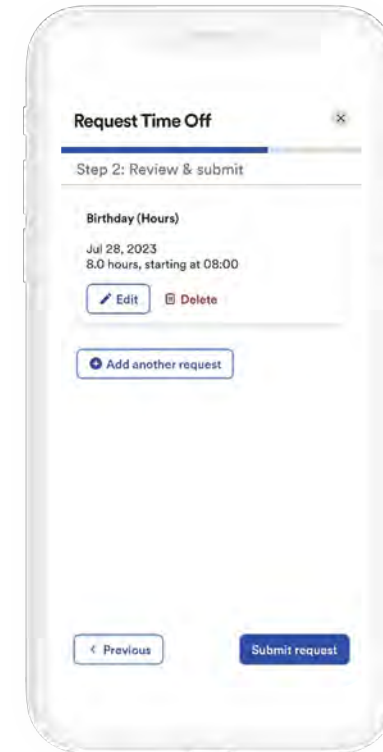 Request Time Off
Step 2: Review & submit
Birthday (Hours)
Jul 28, 2023
8.0 hours, starting at 08:00
Edit Delete
Add another request
Previous Submit request